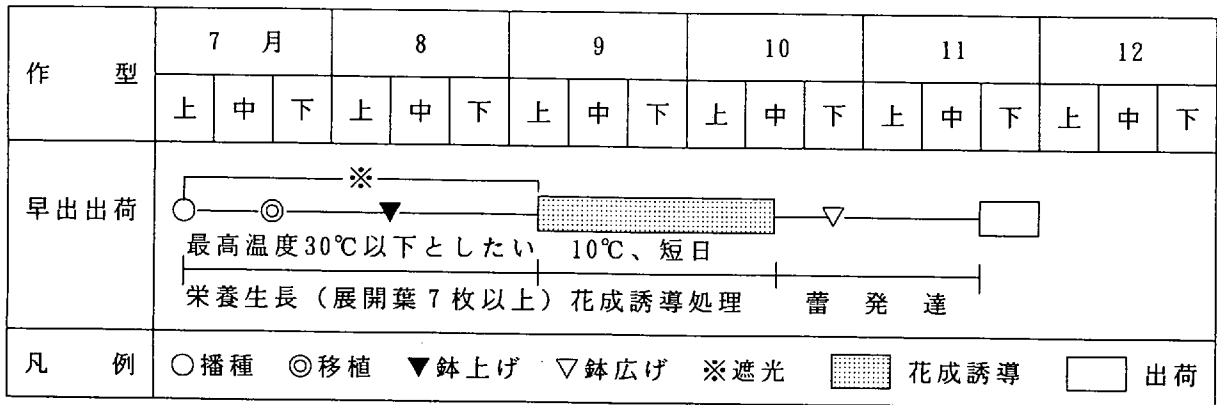 作型 7月 8 9 10 11 12
上 中 下 上 中 下 上 中 下 上 中 下 上 中 下 上 中 下
※
早出出荷 ○ ◎ ▼ ▽
最高温度30℃以下としたい 10℃、短日
栄養生長（展開葉7枚以上）花成誘導処理 蕾発達
凡例 ○播種 ◎移植 ▼鉢上げ ▽鉢広げ ※遮光 花成誘導 出荷